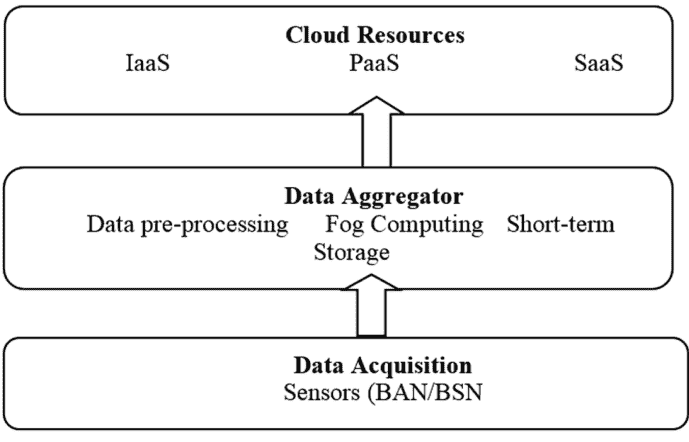 Cloud Resources
IaaS PaaS SaaS
Data Aggregator
Data pre-processing Fog Computing Short-term
Storage
Data Acquisition
Sensors (BAN/BSN